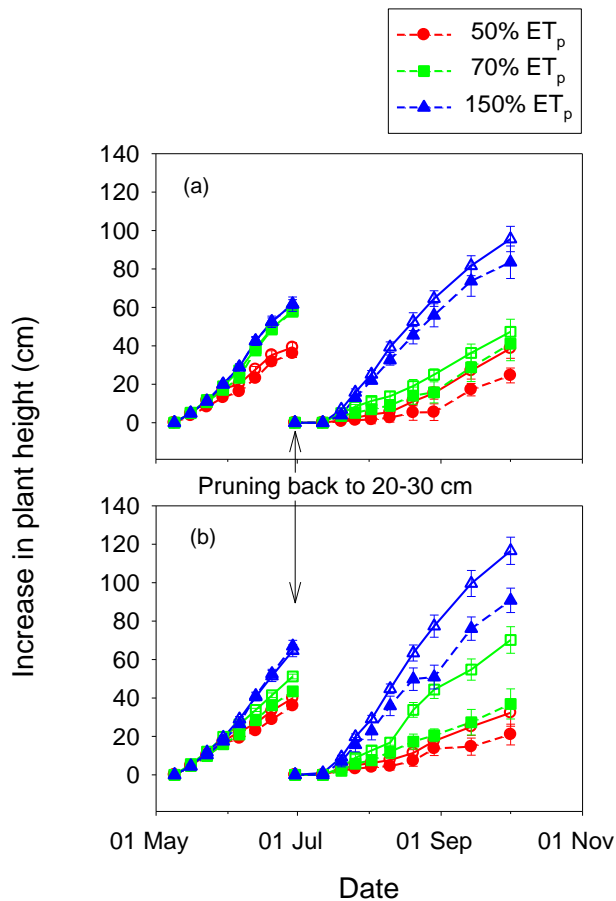 50% ETp
70% ETp
150% ETp
Increase in plant height (cm)
140
(a)
120
100
80
60
40
20
0
Pruning back to 20-30 cm
140
(b)
120
100
80
60
40
20
0
01 May
01 Jul
01 Sep
01 Nov
Date